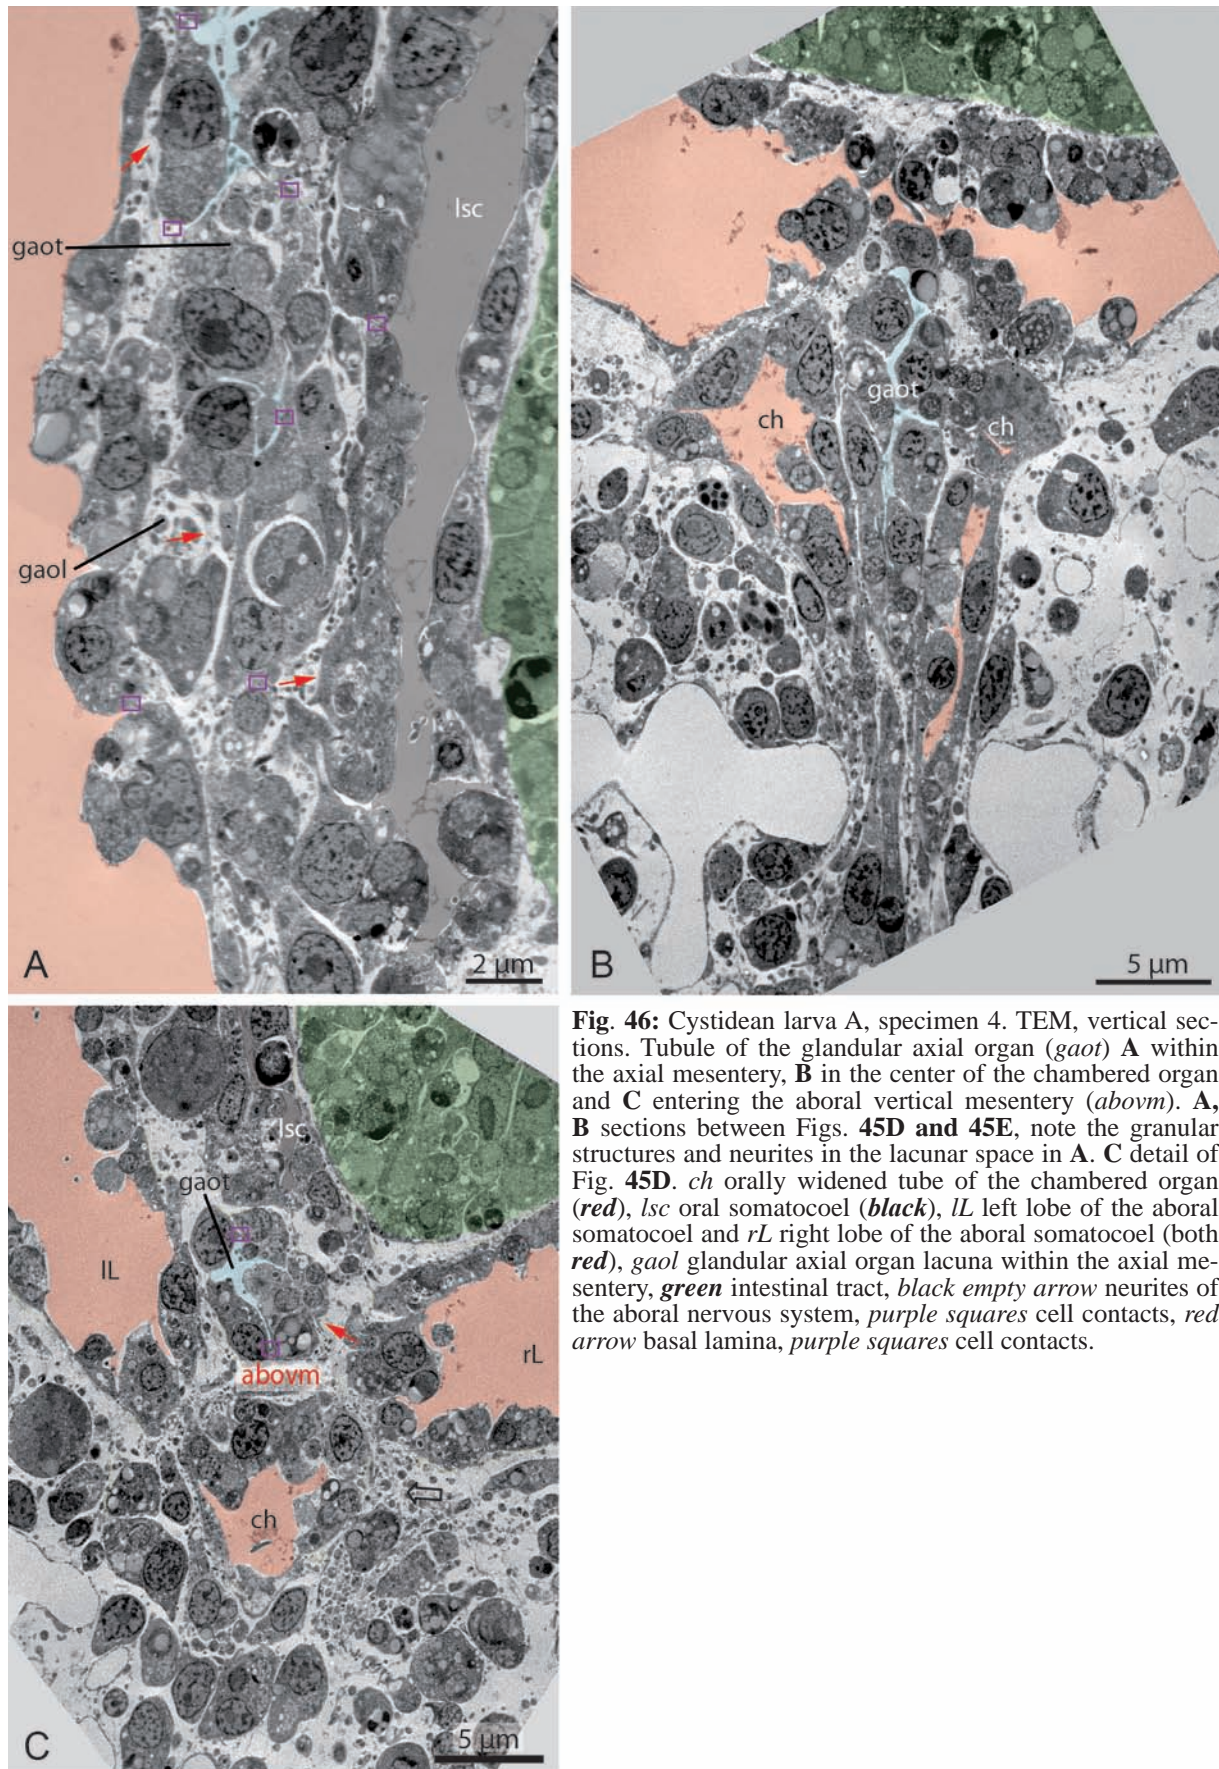 lsc
gaot
gaol
A
2 µm
ch
gaot
ch
B
5 µm
lsc
gaot
lL
abovm
rL
ch
C
5 µm
Fig. 46: Cystidean larva A, specimen 4. TEM, vertical sec-
tions. Tubule of the glandular axial organ (gaot) A within
the axial mesentery, B in the center of the chambered organ
and C entering the aboral vertical mesentery (abovm). A,
B sections between Figs. 45D and 45E, note the granular
structures and neurites in the lacunar space in A. C detail of
Fig. 45D. ch orally widened tube of the chambered organ
(red), lsc oral somatocoel (black), lL left lobe of the aboral
somatocoel and rL right lobe of the aboral somatocoel (both
red), gaol glandular axial organ lacuna within the axial me-
sentery, green intestinal tract, black empty arrow neurites of
the aboral nervous system, purple squares cell contacts, red
arrow basal lamina, purple squares cell contacts.